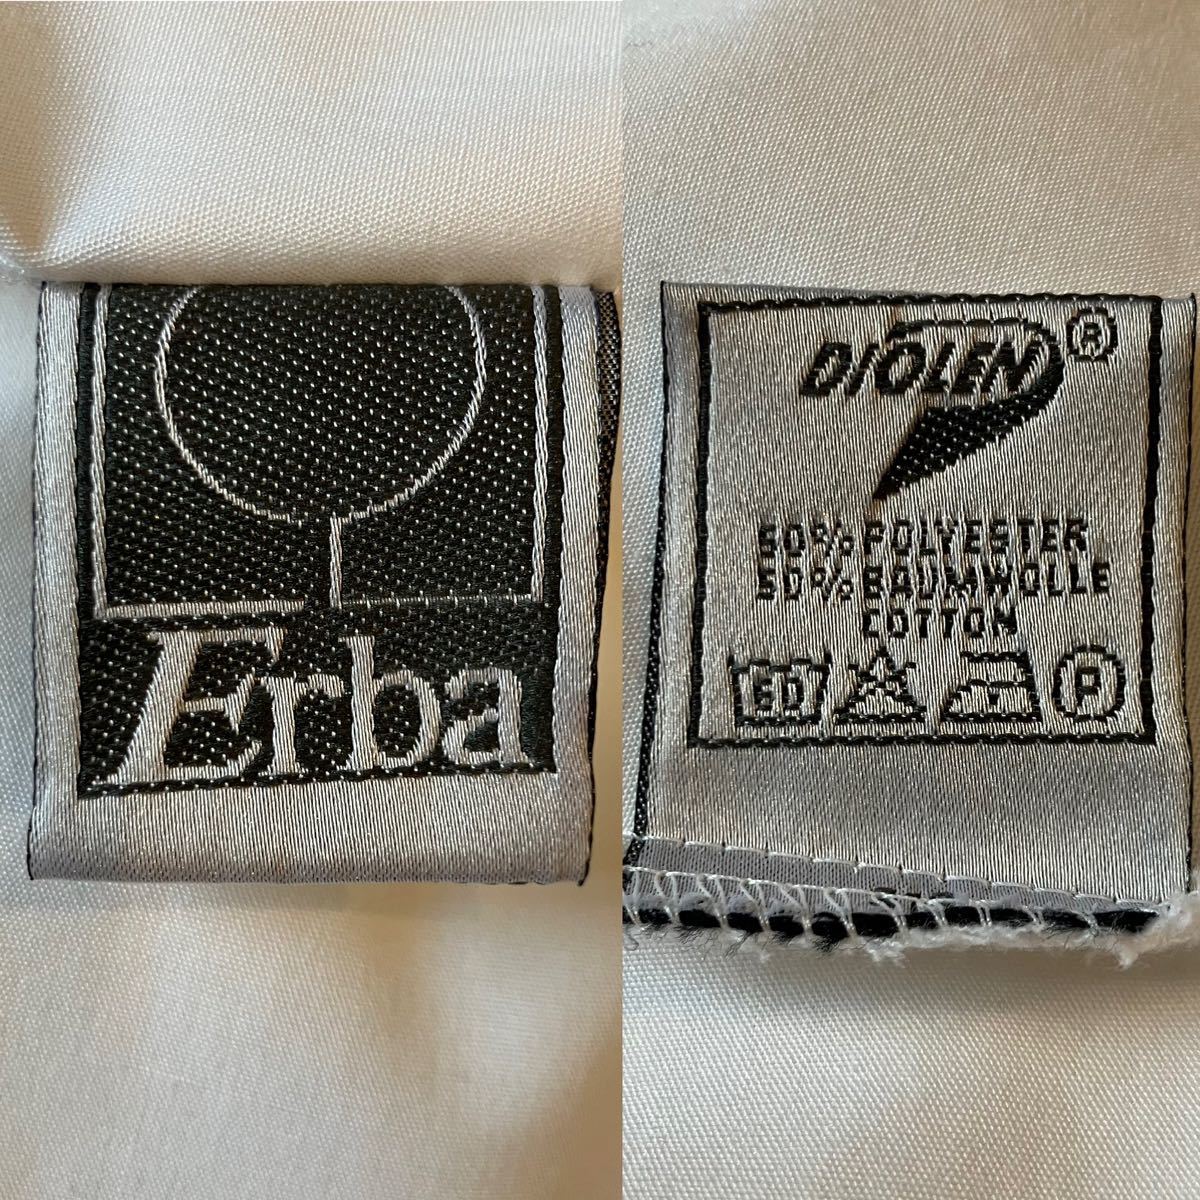 Erba
DIOLEN ®
50% POLYESTER
50% BAUMWOLLE
COTTON
60 P